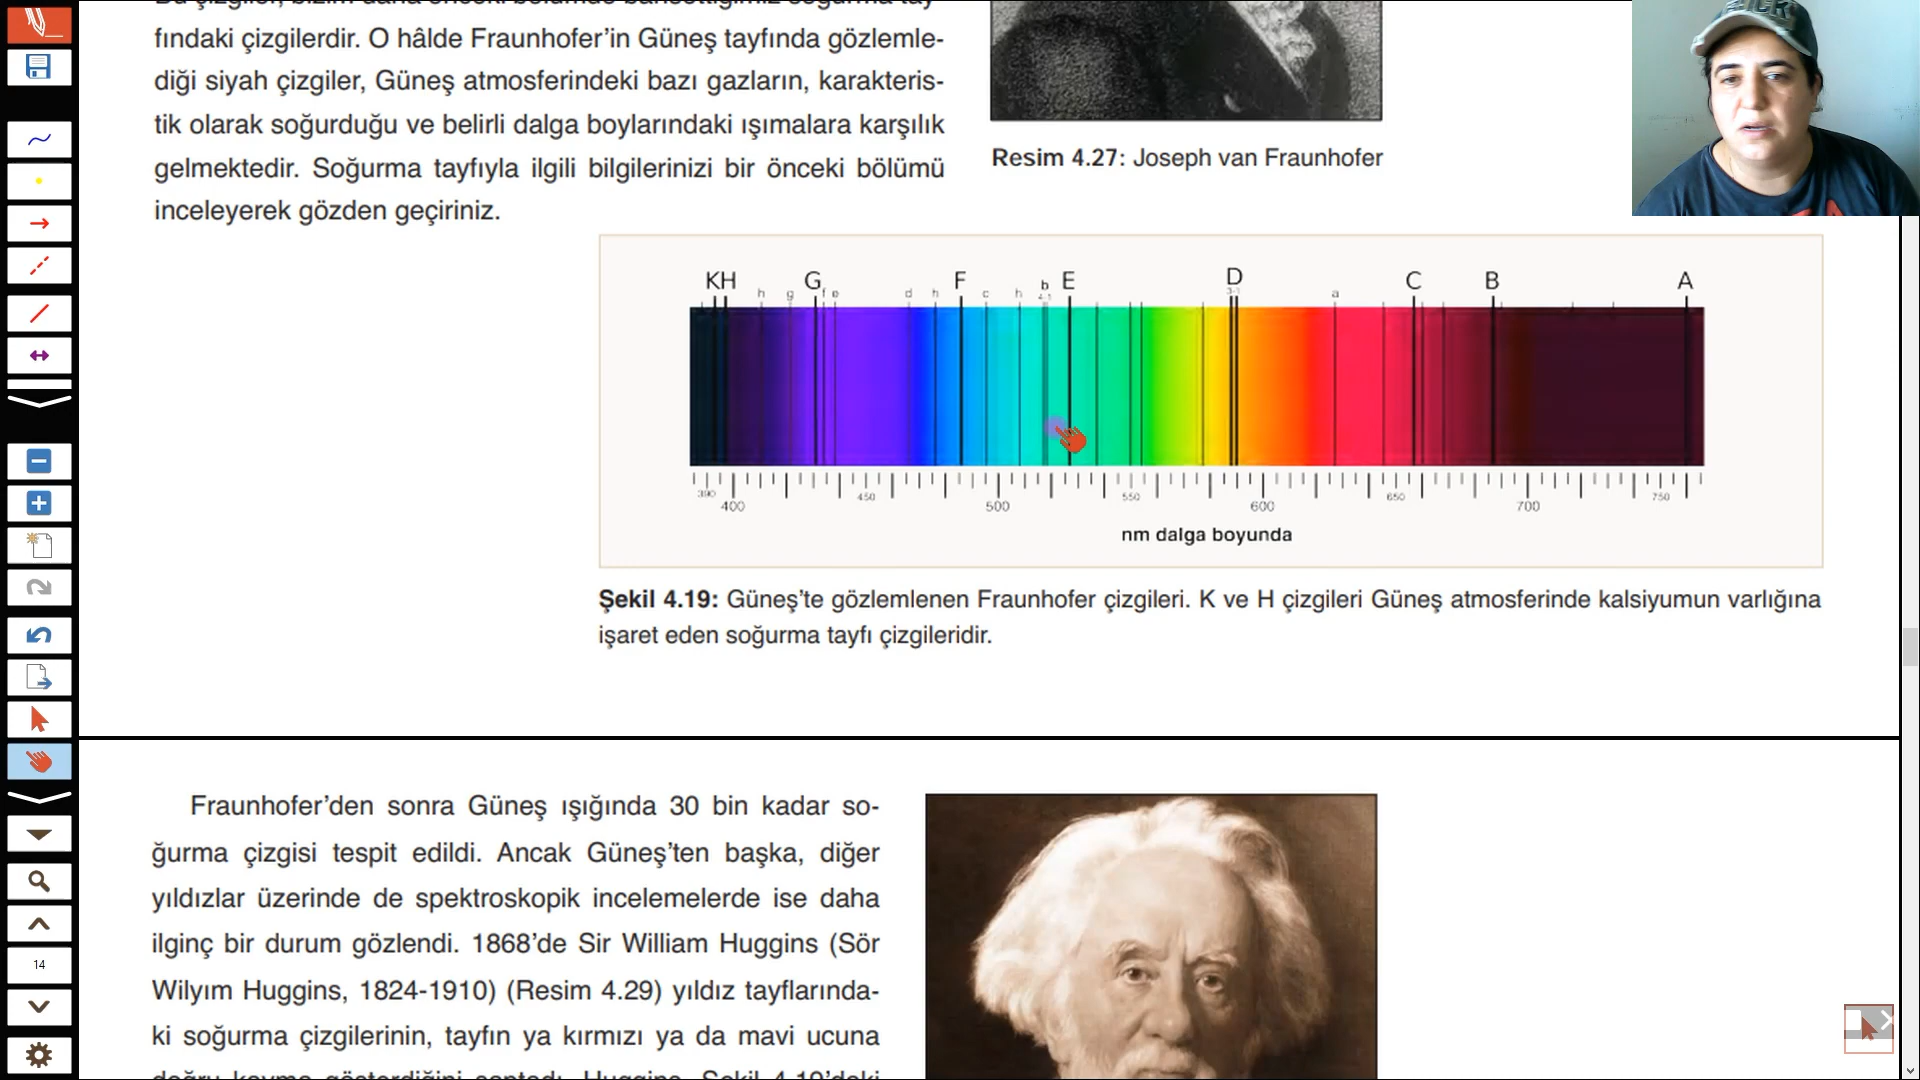 fındaki çizgilerdir. O hâlde Fraunhofer’in Güneş tayfında gözlemle-
diği siyah çizgiler, Güneş atmosferindeki bazı gazların, karakteris-
tik olarak soğurduğu ve belirli dalga boylarındaki ışımalara karşılık
gelmektedir. Soğurma tayfıyla ilgili bilgilerinizi bir önceki bölümü
inceleyerek gözden geçiriniz.
Resim 4.27: Joseph van Fraunhofer
KH G F b E D C B A
h g f e d h c h 4-1 3-1 a
390 450 550 650 750
400 500 600 700
nm dalga boyunda
Şekil 4.19: Güneş’te gözlemlenen Fraunhofer çizgileri. K ve H çizgileri Güneş atmosferinde kalsiyumun varlığına
işaret eden soğurma tayfı çizgileridir.
Fraunhofer’den sonra Güneş ışığında 30 bin kadar so-
ğurma çizgisi tespit edildi. Ancak Güneş’ten başka, diğer
yıldızlar üzerinde de spektroskopik incelemelerde ise daha
ilginç bir durum gözlendi. 1868’de Sir William Huggins (Sör
Wilyım Huggins, 1824-1910) (Resim 4.29) yıldız tayflarında-
ki soğurma çizgilerinin, tayfın ya kırmızı ya da mavi ucuna
14